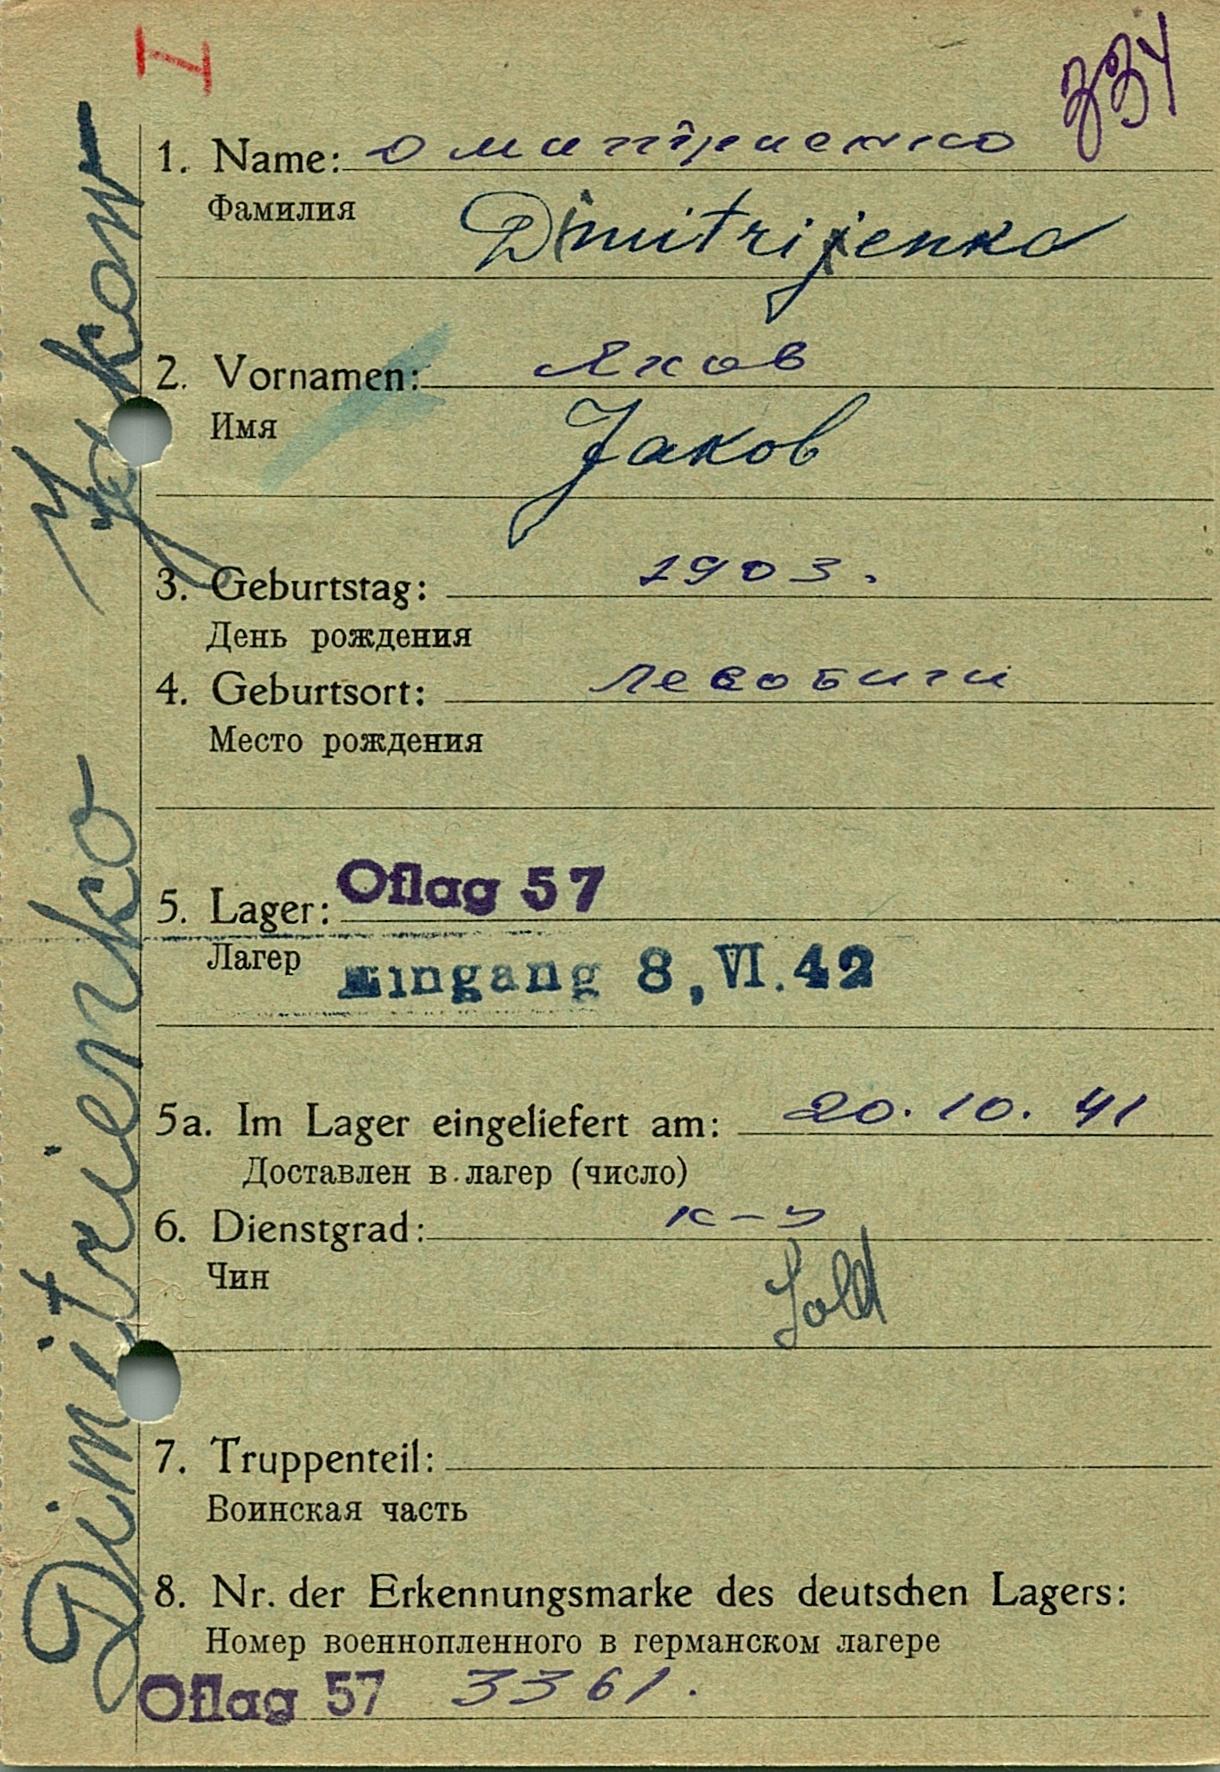 I
334
1. Name: Дмитриенко
Фамилия
Dimitrijenko
2. Vornamen: Яков
Имя
Jakov
3. Geburtstag: 1903.
День рождения
4. Geburtsort:
Место рождения
5. Lager: Oflag 57
Лагер Eingang 8, VI. 42
5a. Im Lager eingeliefert am: 20. 10. 41
Доставлен в лагер (число)
6. Dienstgrad: к-ц
Чин
Sold
7. Truppenteil:
Воинская часть
8. Nr. der Erkennungsmarke des deutschen Lagers:
Номер военнопленного в германском лагере
Oflag 57 3361.
Dimitrienko Jakow